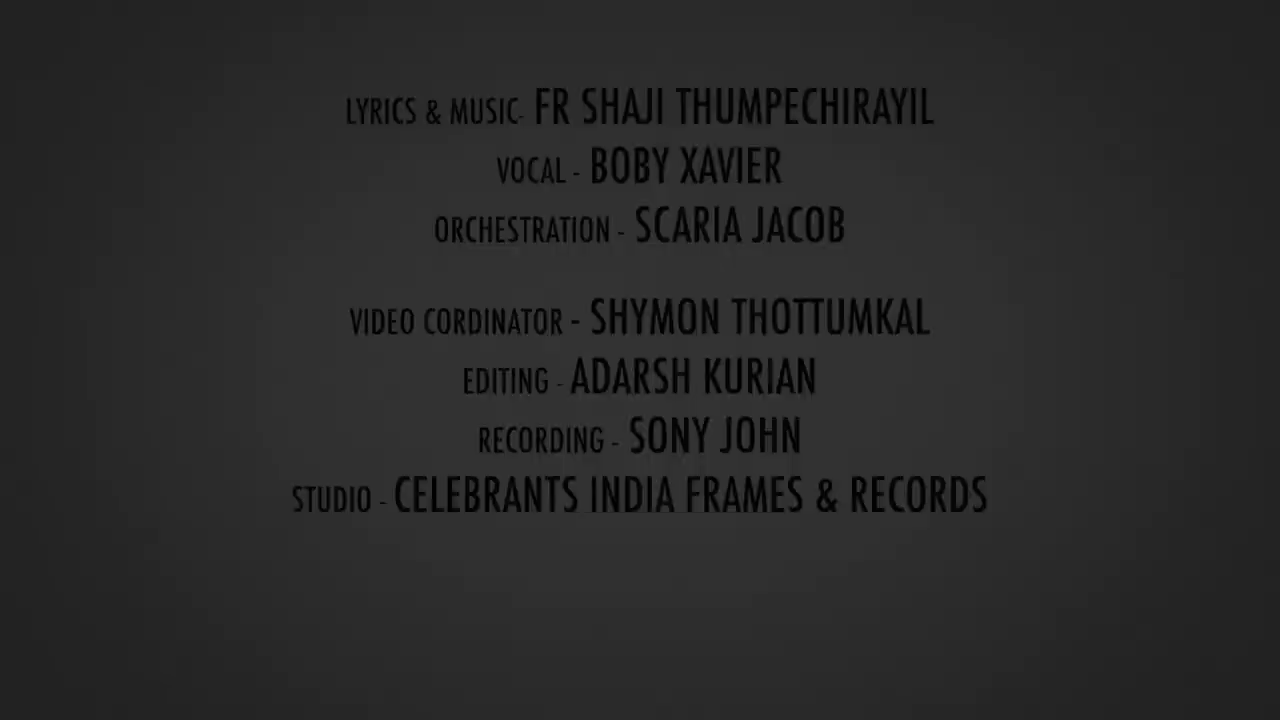 LYRICS & MUSIC- FR SHAJI THUMPECHIRAYIL
VOCAL - BOBY XAVIER
ORCHESTRATION - SCARIA JACOB
VIDEO CORDINATOR - SHYMON THOTTUMKAL
EDITING - ADARSH KURIAN
RECORDING - SONY JOHN
STUDIO - CELEBRANTS INDIA FRAMES & RECORDS